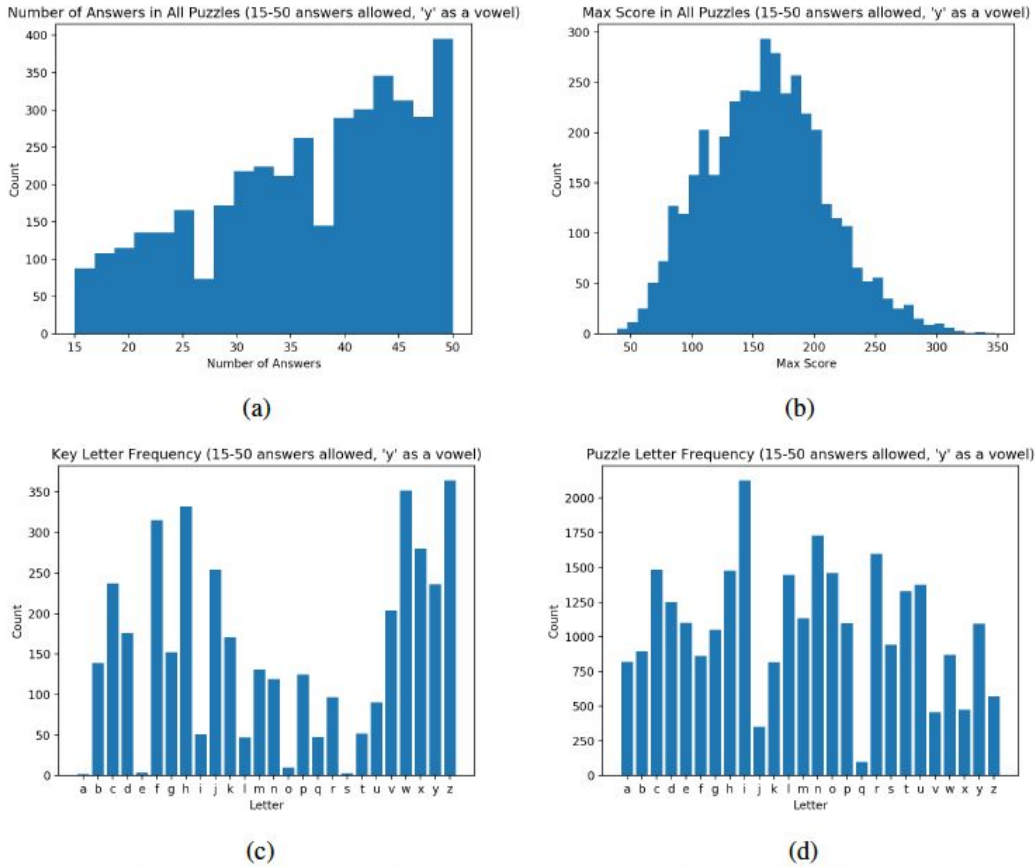 Number of Answers in All Puzzles (15-50 answers allowed, 'y' as a vowel)
400
350
300
250
200
150
100
50
0
Count
15 20 25 30 35 40 45 50
Number of Answers
(a)
Max Score in All Puzzles (15-50 answers allowed, 'y' as a vowel)
300
250
200
150
100
50
0
Count
50 100 150 200 250 300 350
Max Score
(b)
Key Letter Frequency (15-50 answers allowed, 'y' as a vowel)
350
300
250
200
150
100
50
0
Count
a b c d e f g h i j k l m n o p q r s t u v w x y z
Letter
(c)
Puzzle Letter Frequency (15-50 answers allowed, 'y' as a vowel)
2000
1750
1500
1250
1000
750
500
250
0
Count
a b c d e f g h i j k l m n o p q r s t u v w x y z
Letter
(d)